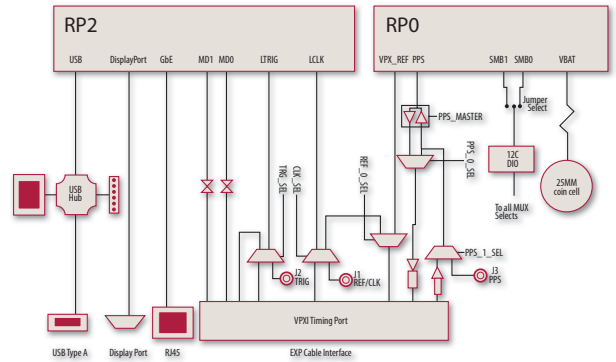 RP2
RP0
USB DisplayPort GbE MD1 MD0 LTRIG LCLK
VPX_REF PPS SMB1 SMB0 VBAT
Jumper
Select
PPS_MASTER
PPS_0_SEL
12C
DIO
25MM
coin cell
To all MUX
Selects
USB
Hub
TRG_SEL
CLK_SEL
REF_0_SEL
PPS_1_SEL
J2
TRIG
J1
REF/CLK
J3
PPS
VPXI Timing Port
USB Type A Display Port RJ45 EXP Cable Interface